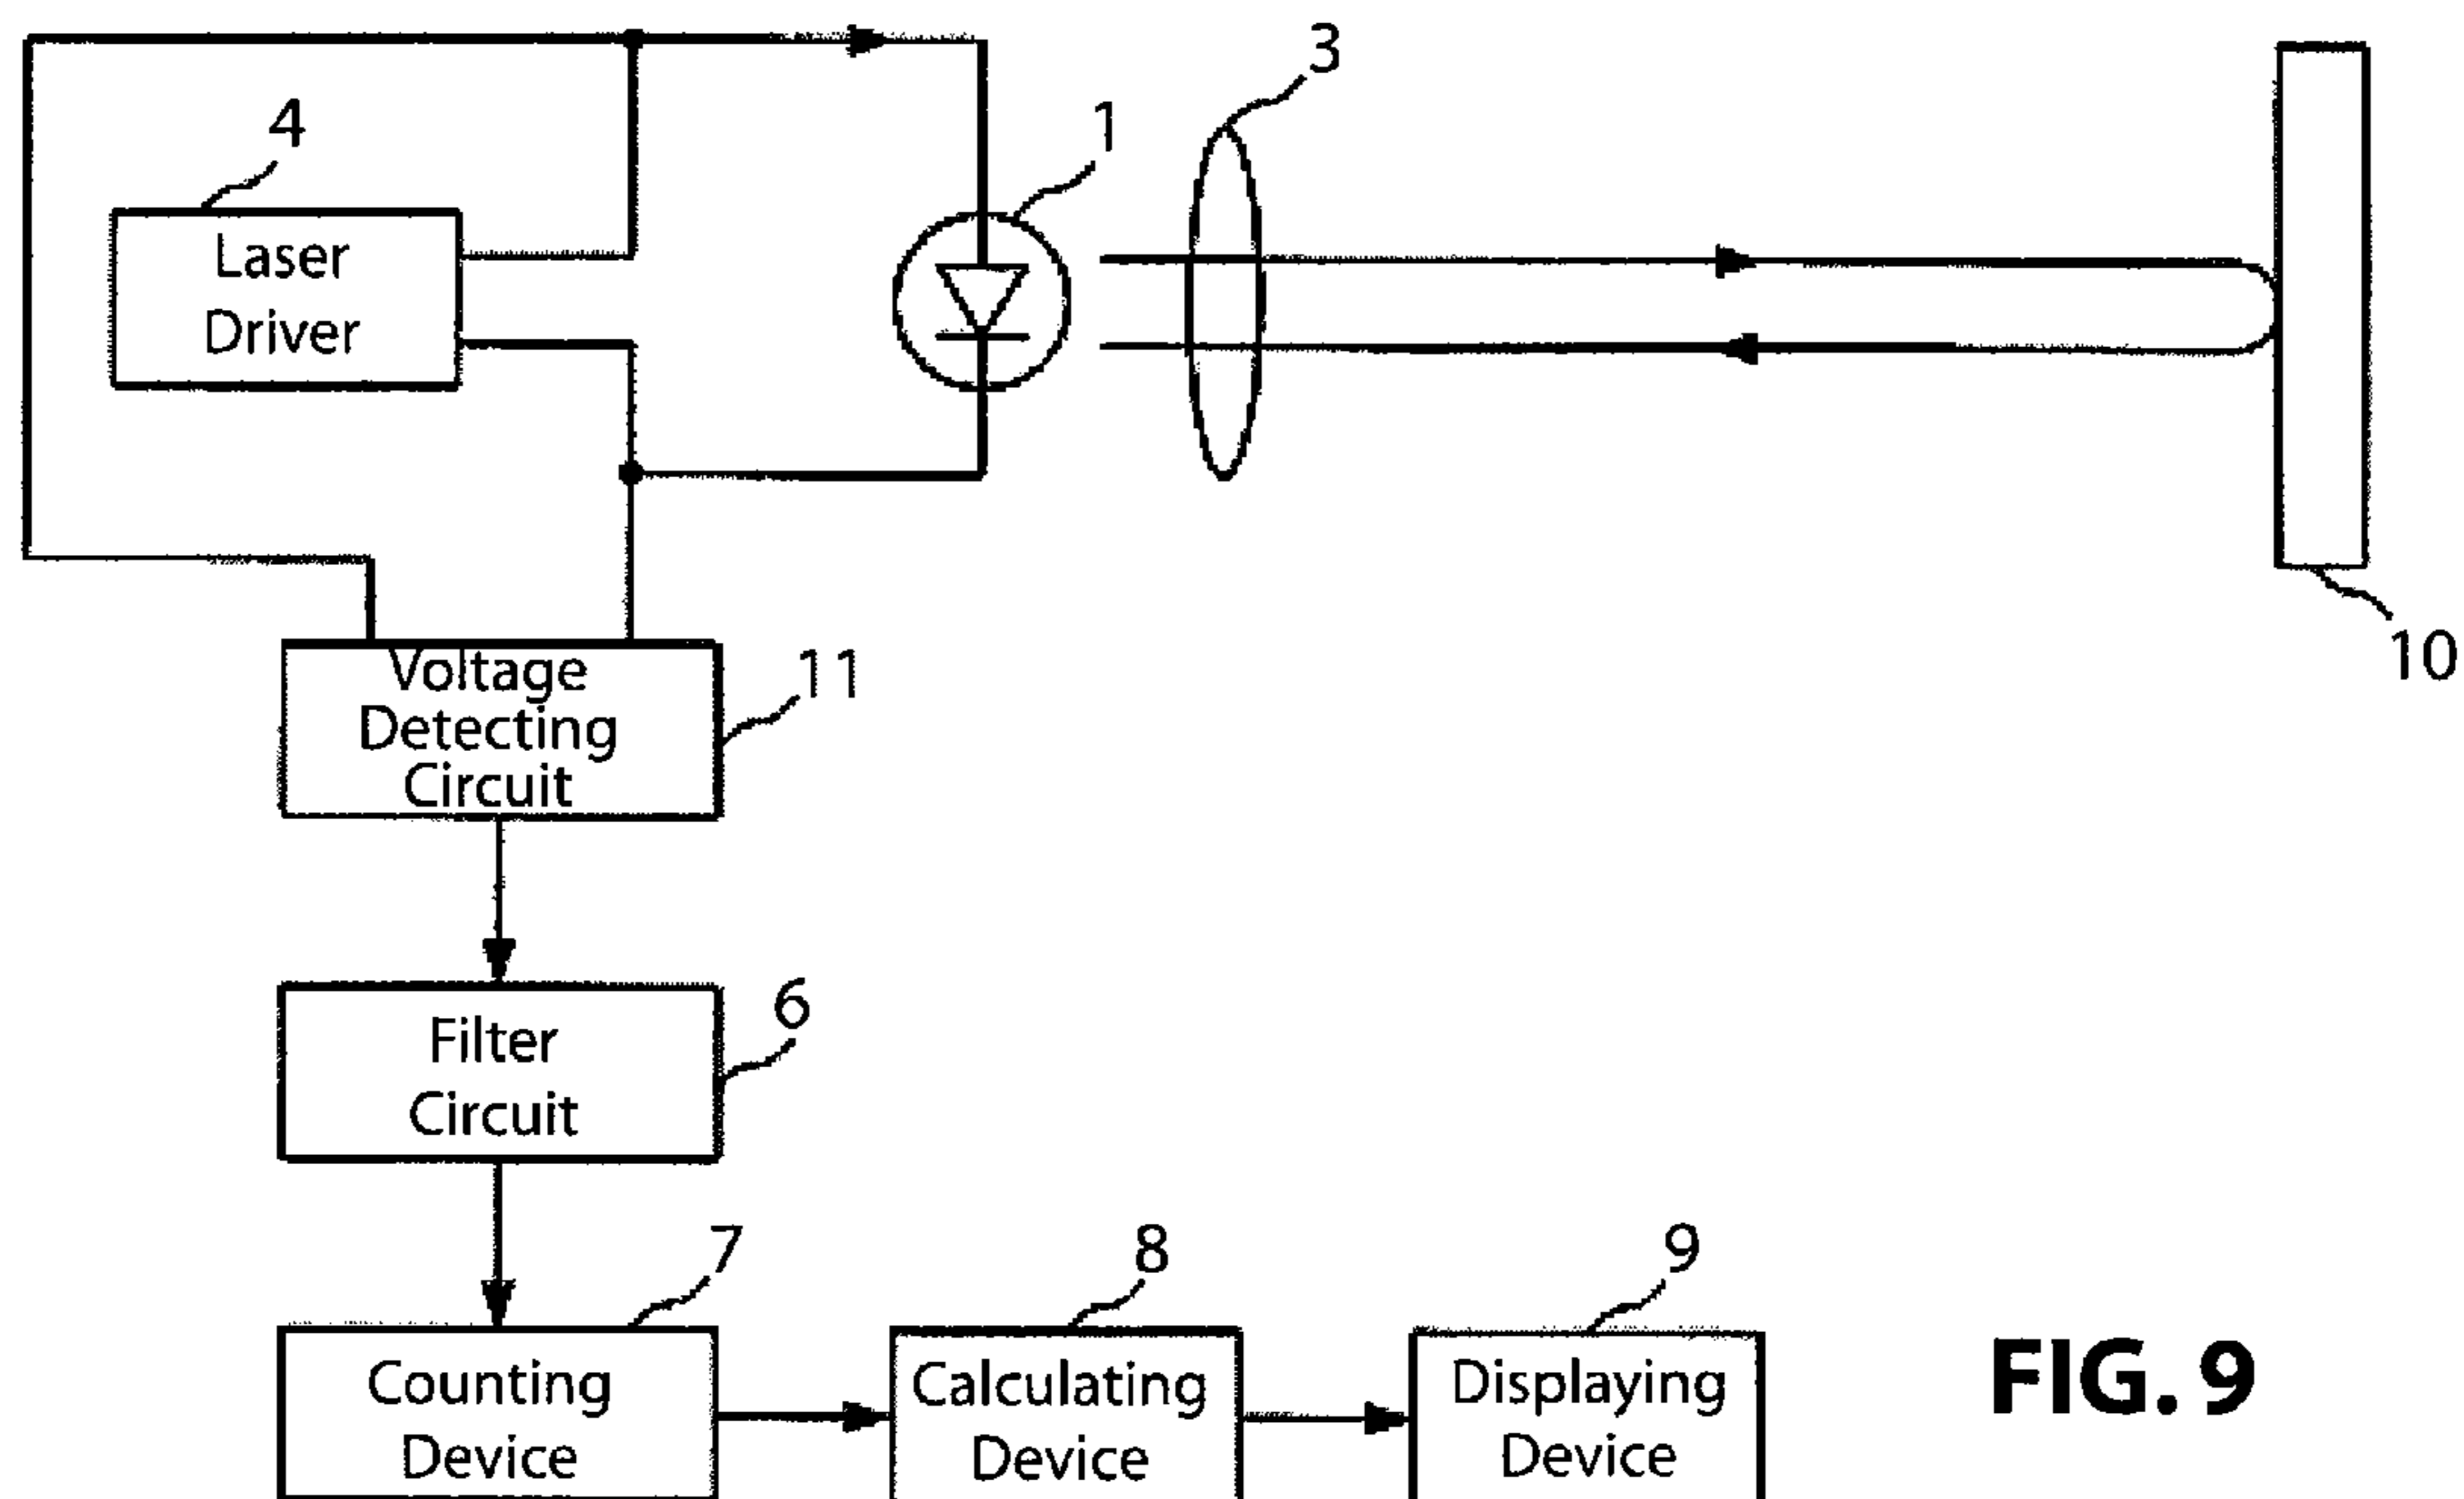 3
4
1
Laser
Driver
10
Voltage
Detecting
Circuit
11
Filter
Circuit
6
7
8
9
Counting
Device
Calculating
Device
Displaying
Device
FIG. 9